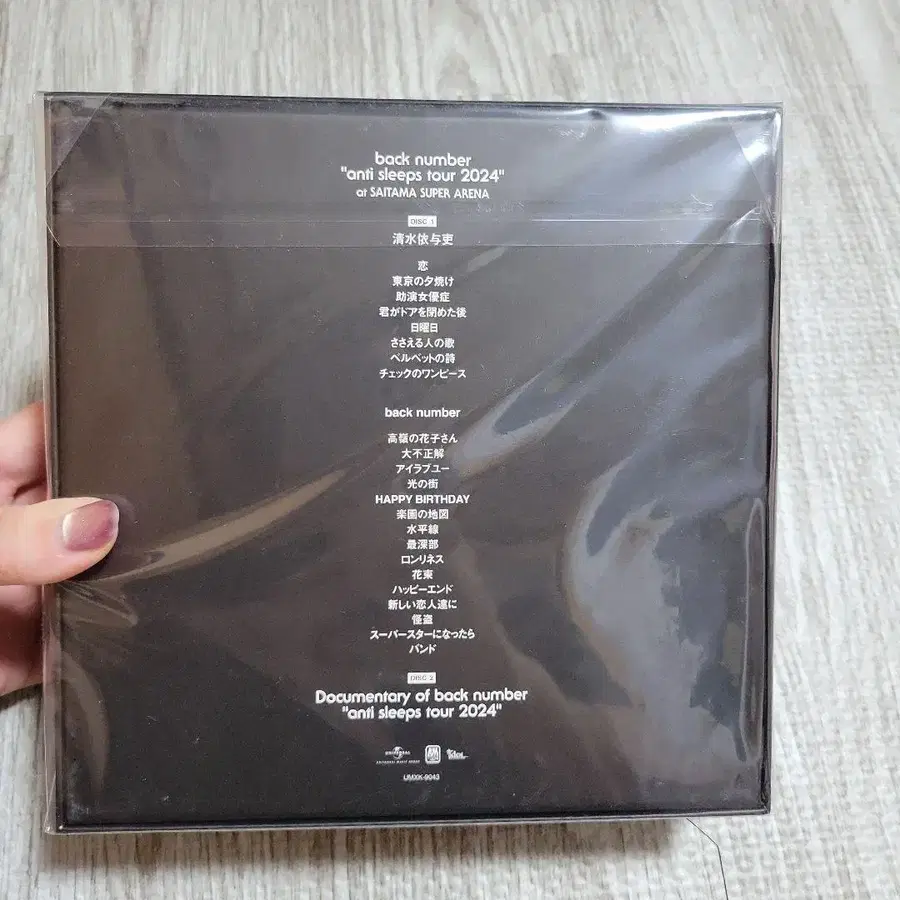 back number
"anti sleeps tour 2024"
at SAITAMA SUPER ARENA
DISC 1
清水依与吏
恋
東京の夕焼け
助演女優症
君がドアを閉めた後
日曜日
ささえる人の歌
ベルベットの詩
チェックのワンピース
back number
高嶺の花子さん
大不正解
アイラブユー
光の街
HAPPY BIRTHDAY
楽園の地図
水平線
最深部
ロンリネス
花束
ハッピーエンド
新しい恋人達に
怪盗
スーパースターになったら
バンド
DISC 2
Documentary of back number
"anti sleeps tour 2024"
UNIVERSAL
UNIVERSAL MUSIC GROUP
UMXK-9043